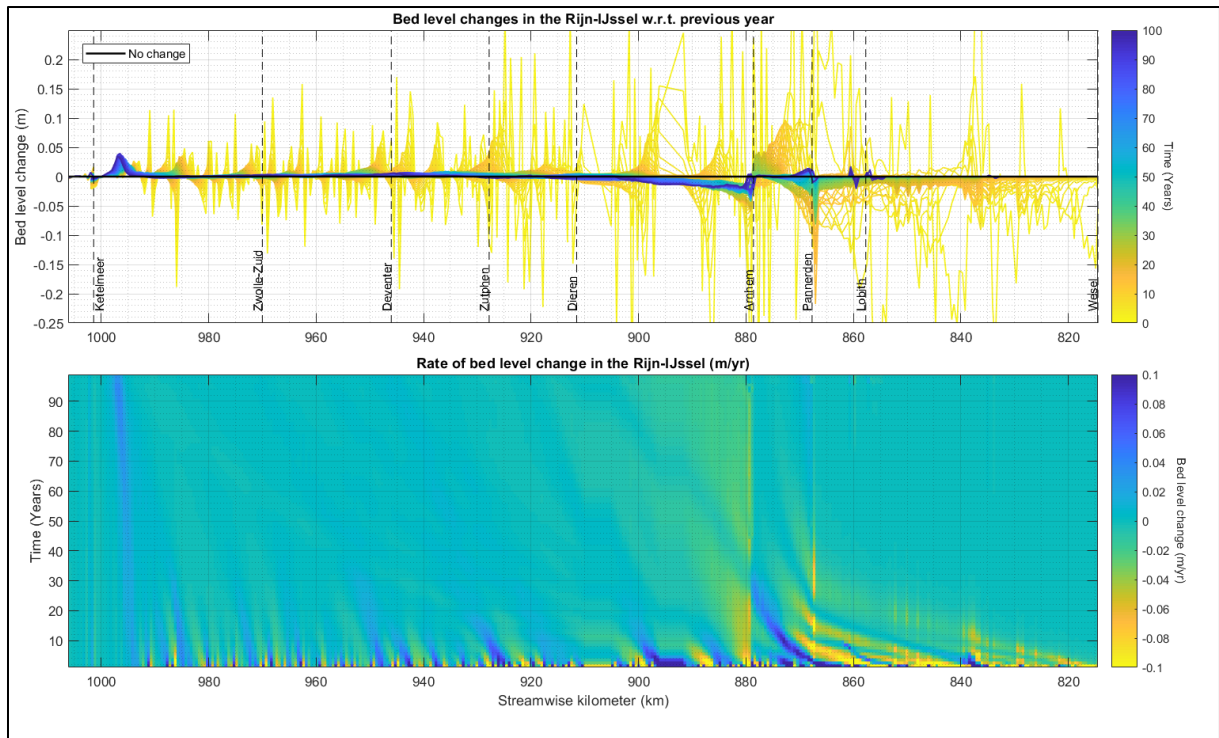 Bed level changes in the Rijn-IJssel w.r.t. previous year
No change
Bed level change (m)
0.2
0.15
0.1
0.05
0
-0.05
-0.1
-0.15
-0.2
-0.25
Ketelmeer
Zwolle-Zuid
Deventer
Zutphen
Dieren
Arnhem
Pannerden
Lobith
Wesel
1000 980 960 940 920 900 880 860 840 820
100
90
80
70
60
50
40
30
20
10
0
Time (Years)
Rate of bed level change in the Rijn-IJssel (m/yr)
Time (Years)
90
80
70
60
50
40
30
20
10
1000 980 960 940 920 900 880 860 840 820
Streamwise kilometer (km)
0.1
0.08
0.06
0.04
0.02
0
-0.02
-0.04
-0.06
-0.08
-0.1
Bed level change (m/yr)